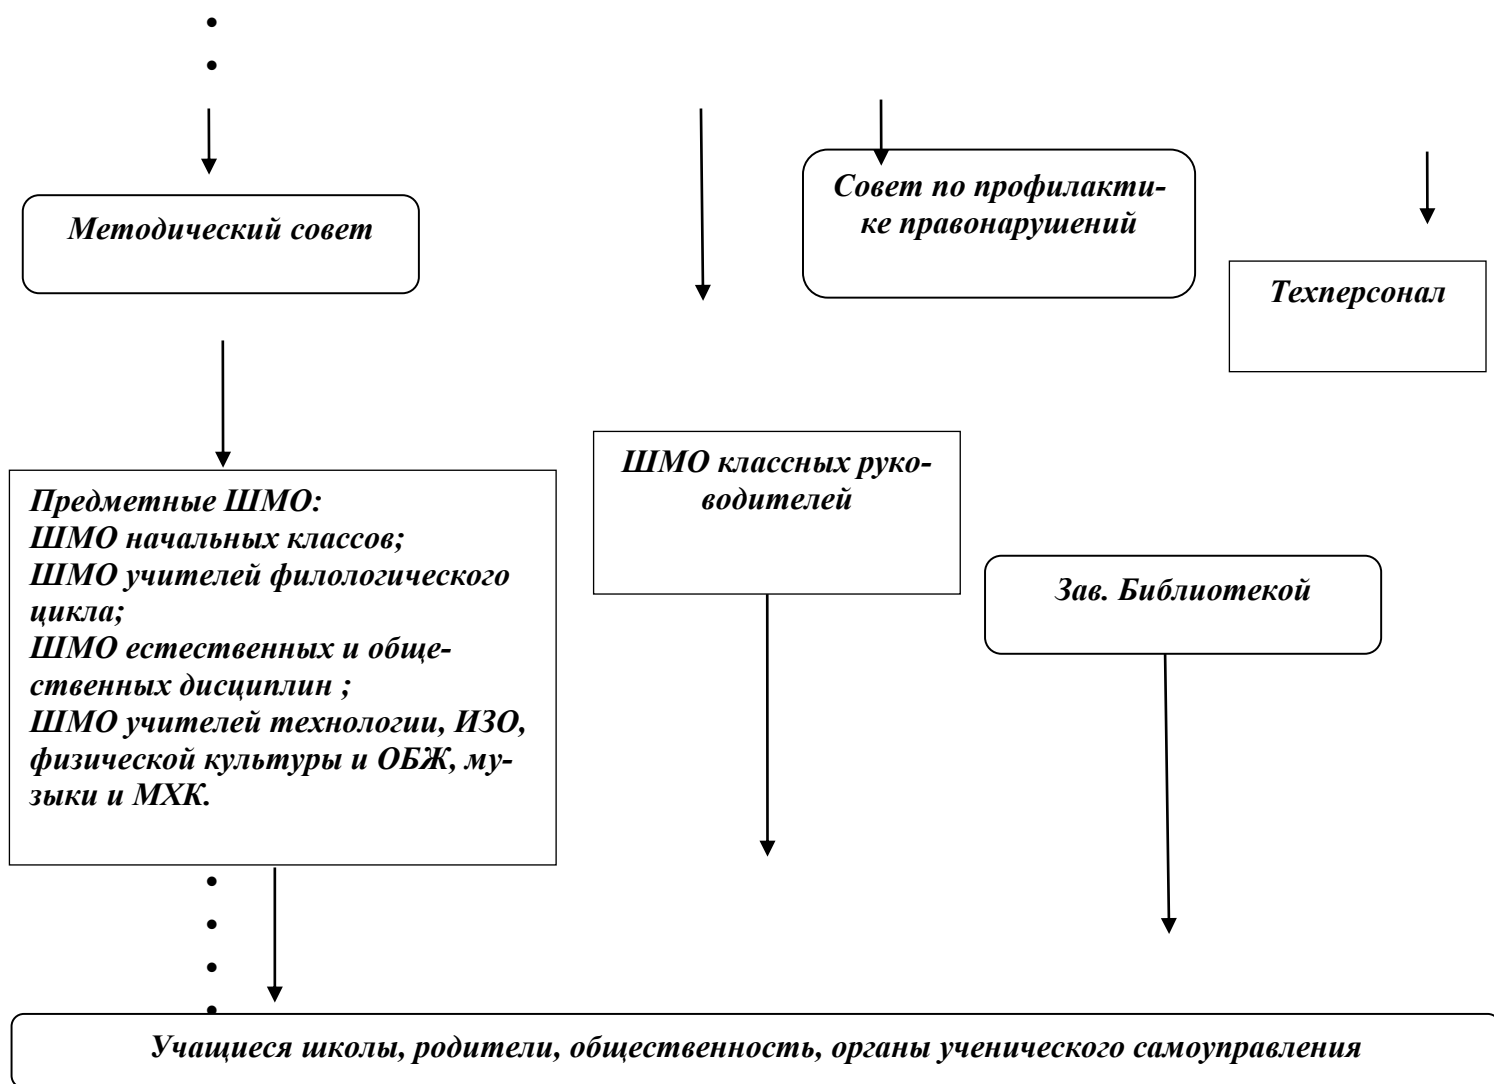 Методический совет
Совет по профилакти-
ке правонарушений
Техперсонал
Предметные ШМО:
ШМО начальных классов;
ШМО учителей филологического
цикла;
ШМО естественных и обще-
ственных дисциплин ;
ШМО учителей технологии, ИЗО,
физической культуры и ОБЖ, му-
зыки и МХК.
ШМО классных руко-
водителей
Зав. Библиотекой
Учащиеся школы, родители, общественность, органы ученического самоуправления